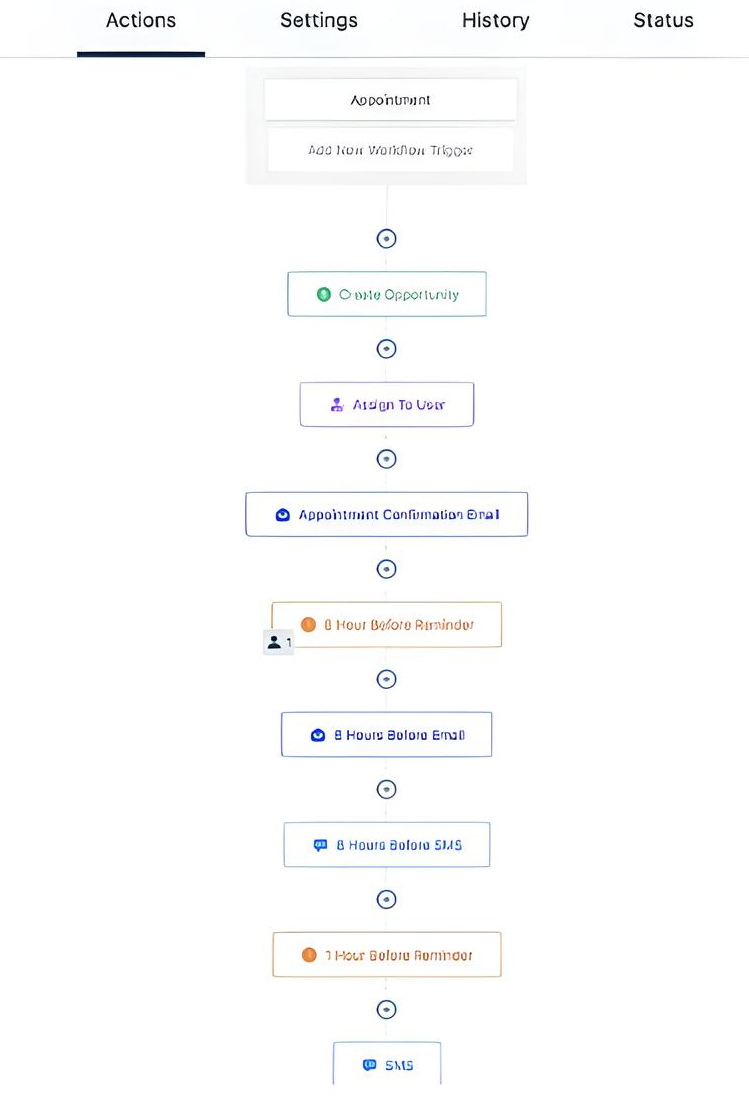 Actions
Settings
History
Status
Appointment
Add New Workflow Trigger
Create Opportunity
Assign To User
Appointment Confirmation Email
8 Hour Before Reminder
1
8 Hours Before Email
8 Hours Before SMS
1 Hour Before Reminder
SMS